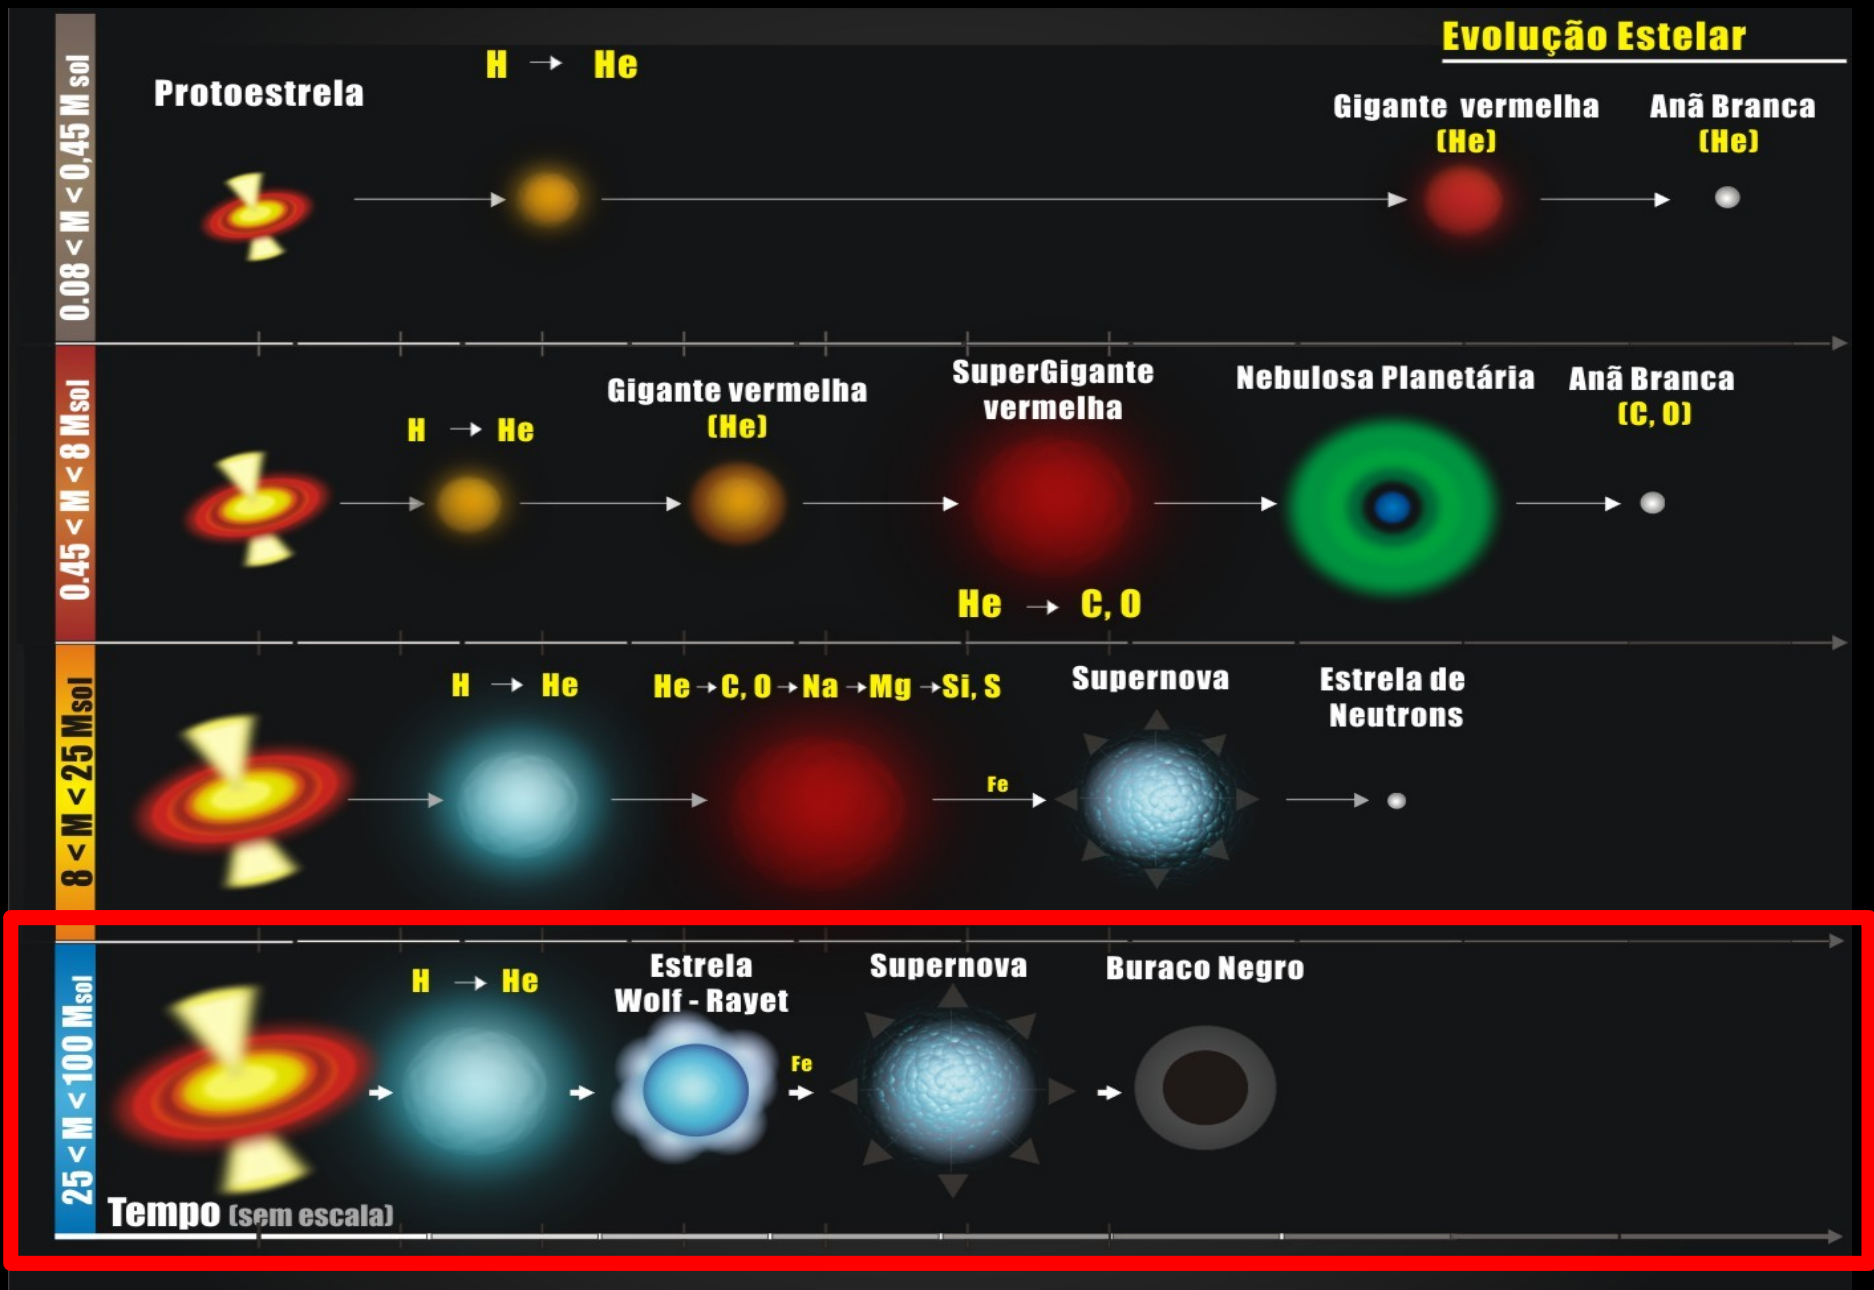 Evolução Estelar
0.08 < M < 0,45 M sol
Protoestrela
H → He
Gigante vermelha
(He)
Anã Branca
(He)
0.45 < M < 8 Msol
H → He
Gigante vermelha
(He)
SuperGigante
vermelha
He → C, O
Nebulosa Planetária
Anã Branca
(C, O)
8 < M < 25 Msol
H → He
He → C, O → Na → Mg → Si, S
Fe
Supernova
Estrela de
Neutrons
25 < M < 100 Msol
H → He
Estrela
Wolf - Rayet
Fe
Supernova
Buraco Negro
Tempo (sem escala)